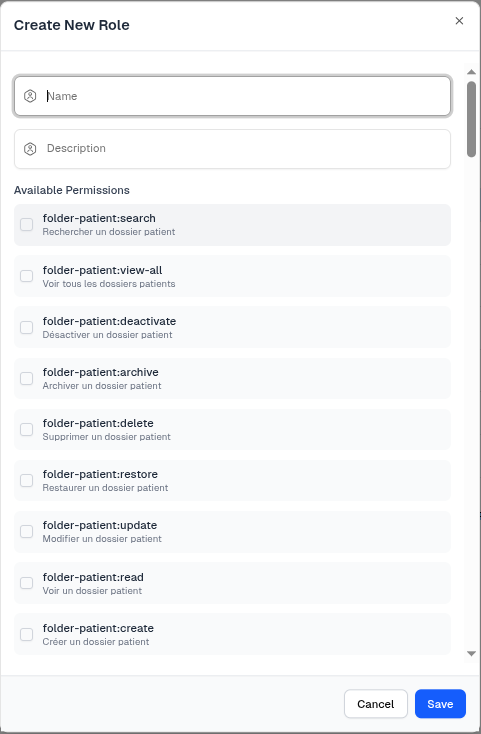 Create New Role
Name
Description
Available Permissions
folder-patient:search
Rechercher un dossier patient
folder-patient:view-all
Voir tous les dossiers patients
folder-patient:deactivate
Désactiver un dossier patient
folder-patient:archive
Archiver un dossier patient
folder-patient:delete
Supprimer un dossier patient
folder-patient:restore
Restaurer un dossier patient
folder-patient:update
Modifier un dossier patient
folder-patient:read
Voir un dossier patient
folder-patient:create
Créer un dossier patient
Cancel
Save